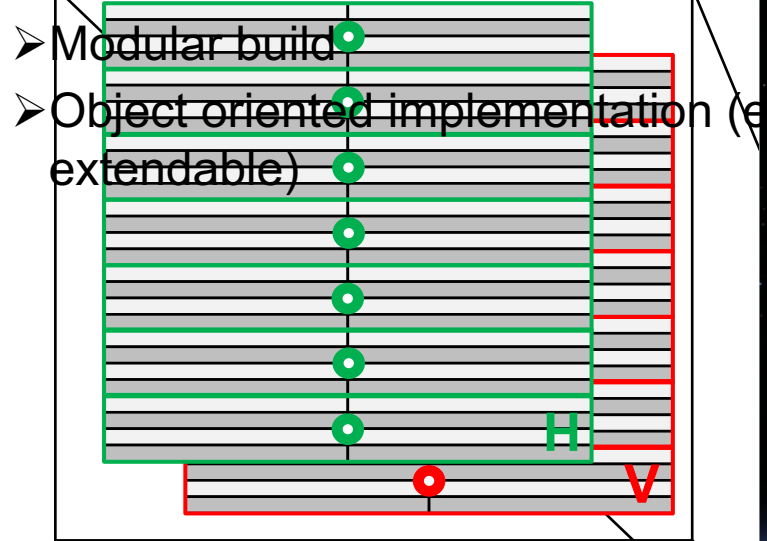 ➢Modular build
➢Object oriented implementation (e
extendable)
H
V